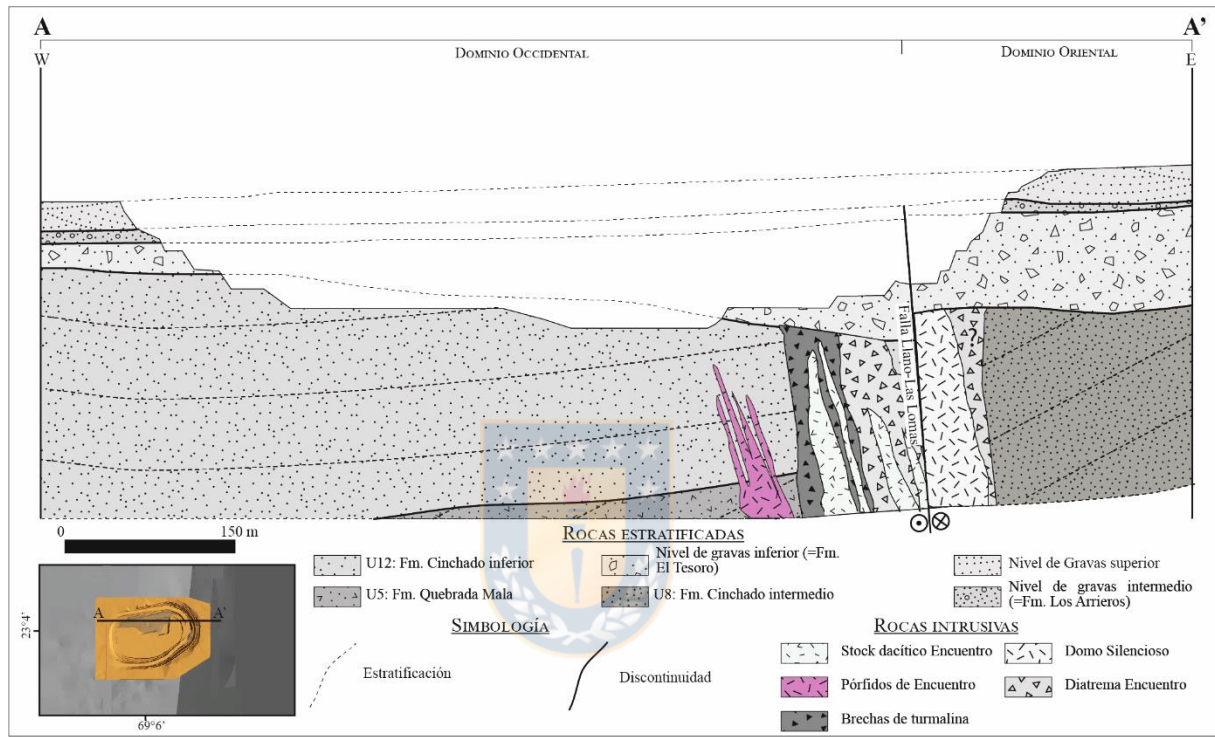 A
A'
W
E
DOMINIO OCCIDENTAL
DOMINIO ORIENTAL
Falla Llano-Las Lomas
?
0
150 m
ROCAS ESTRATIFICADAS
U12: Fm. Cinchado inferior
Nivel de gravas inferior (=Fm.
El Tesoro)
Nivel de Gravas superior
U5: Fm. Quebrada Mala
U8: Fm. Cinchado intermedio
Nivel de gravas intermedio
(=Fm. Los Arrieros)
SIMBOLOGÍA
Estratificación
Discontinuidad
ROCAS INTRUSIVAS
Stock dacítico Encuentro
Domo Silencioso
Pórfidos de Encuentro
Diatrema Encuentro
Brechas de turmalina
A
A'
23°4'
69°6'